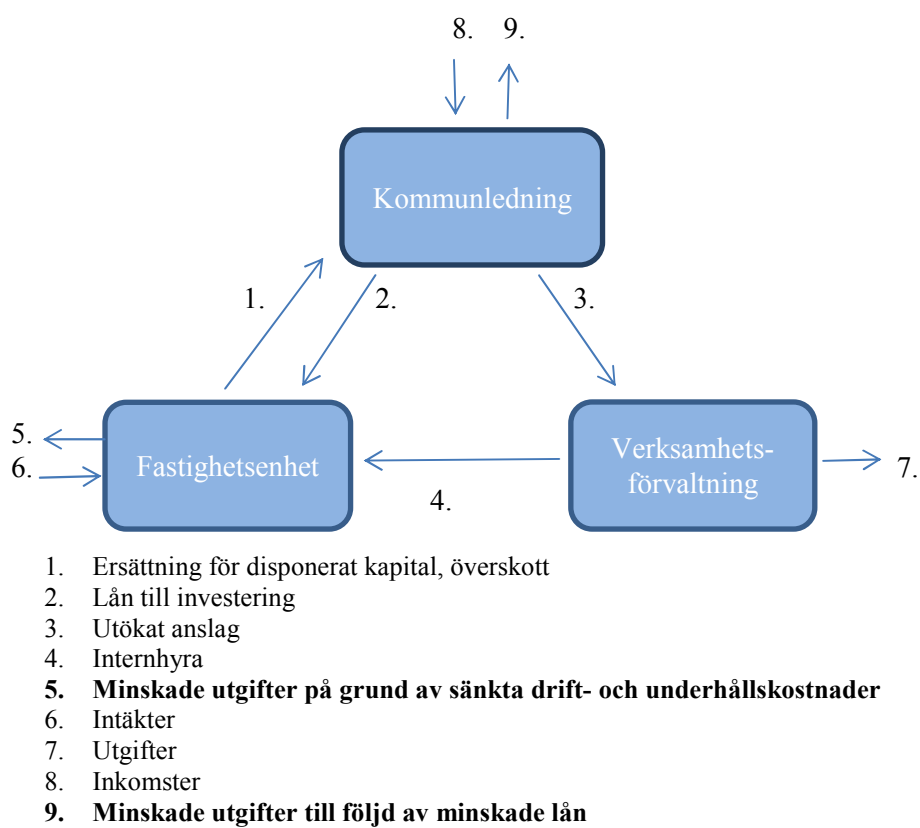 8. 9.
Kommunledning
1. 2. 3.
5.
6.
Fastighetsenhet
Verksamhets-
förvaltning
7.
4.
1. Ersättning för disponerat kapital, överskott
2. Lån till investering
3. Utökat anslag
4. Internhyra
5. Minskade utgifter på grund av sänkta drift- och underhållskostnader
6. Intäkter
7. Utgifter
8. Inkomster
9. Minskade utgifter till följd av minskade lån